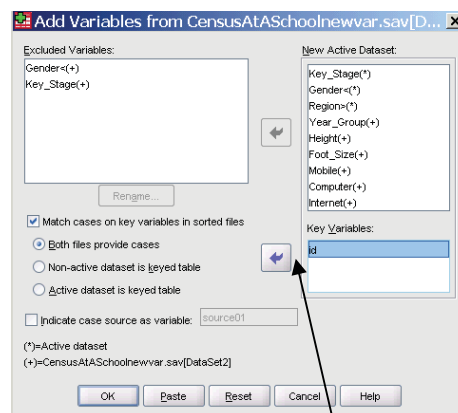 Add Variables from CensusAtASchoolnewvar.sav[D...
Excluded Variables:
Gender<(+)
Key_Stage(+)
Rename...
New Active Dataset:
Key_Stage(*)
Gender<(*)
Region>(*)
Year_Group(+)
Height(+)
Foot_Size(+)
Mobile(+)
Computer(+)
Internet(+)
Match cases on key variables in sorted files
Both files provide cases
Non-active dataset is keyed table
Active dataset is keyed table
Key Variables:
id
Indicate case source as variable: source01
(*)=Active dataset
(+)=CensusAtASchoolnewvar.sav[DataSet2]
OK Paste Reset Cancel Help